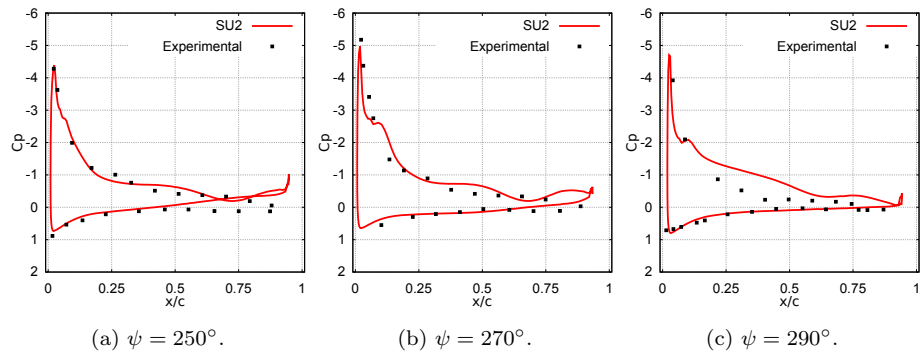 -6
-5
-4
-3
-2
-1
0
1
2
Cp
0
0.25
0.5
0.75
1
x/c
SU2
Experimental
(a) ψ = 250°.
-6
-5
-4
-3
-2
-1
0
1
2
Cp
0
0.25
0.5
0.75
1
x/c
SU2
Experimental
(b) ψ = 270°.
-6
-5
-4
-3
-2
-1
0
1
2
Cp
0
0.25
0.5
0.75
1
x/c
SU2
Experimental
(c) ψ = 290°.